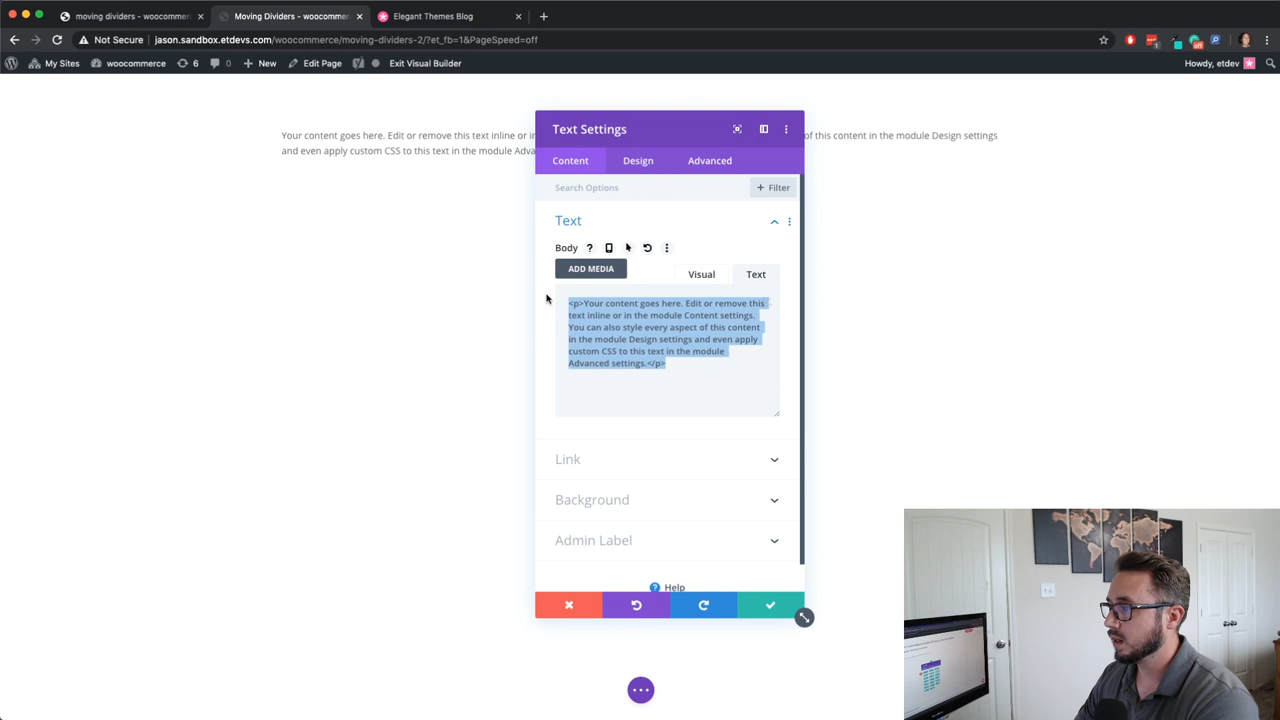 moving dividers - woocommerc
Moving Dividers - woocommerc
Elegant Themes Blog
Not Secure
jason.sandbox.etdevs.com/woocommerce/moving-dividers-2/?et_fb=1&PageSpeed=off
My Sites
woocommerce
6
0
New
Edit Page
Exit Visual Builder
Howdy, etdev
Your content goes here. Edit or remove this text inline or in
of this content in the module Design settings
and even apply custom CSS to this text in the module Adva
Text Settings
Content
Design
Advanced
Search Options
+ Filter
Text
Body
ADD MEDIA
Visual
Text
<p>Your content goes here. Edit or remove this
text inline or in the module Content settings.
You can also style every aspect of this content
in the module Design settings and even apply
custom CSS to this text in the module
Advanced settings.</p>
Link
Background
Admin Label
Help